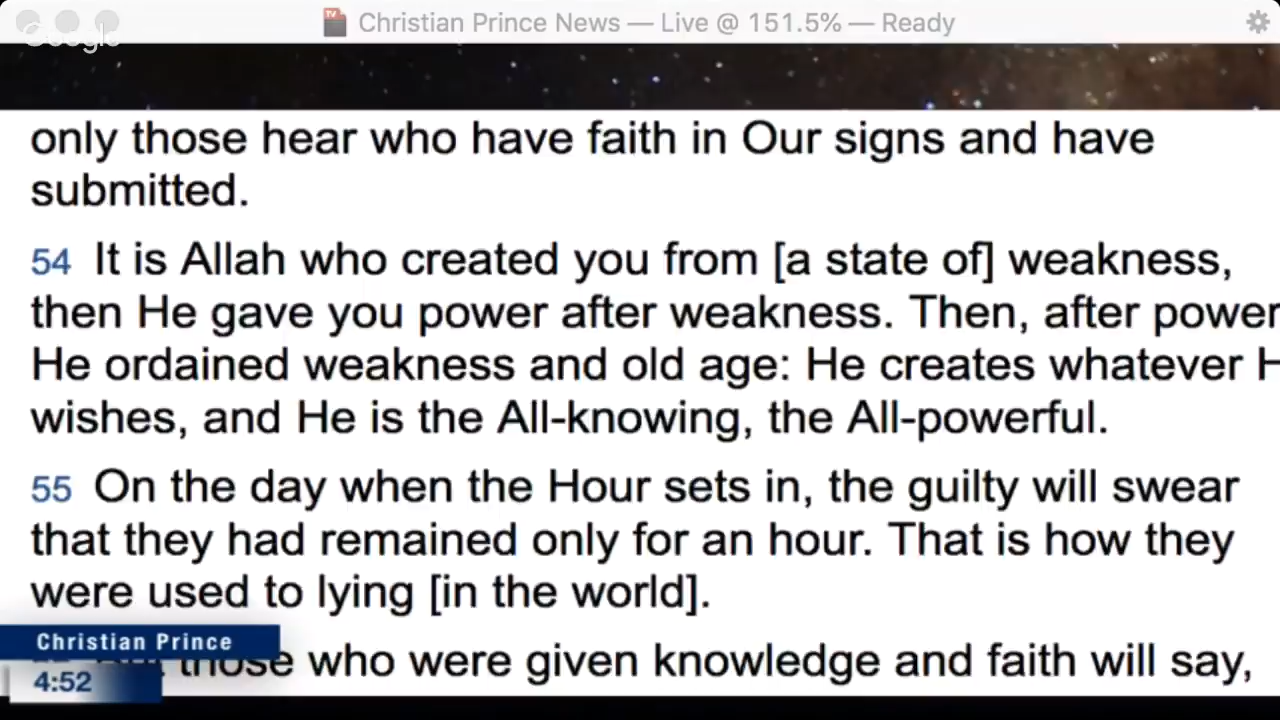 Christian Prince News — Live @ 151.5% — Ready
Google
only those hear who have faith in Our signs and have
submitted.
54 It is Allah who created you from [a state of] weakness,
then He gave you power after weakness. Then, after power
He ordained weakness and old age: He creates whatever H
wishes, and He is the All-knowing, the All-powerful.
55 On the day when the Hour sets in, the guilty will swear
that they had remained only for an hour. That is how they
were used to lying [in the world].
those who were given knowledge and faith will say,
Christian Prince
4:52